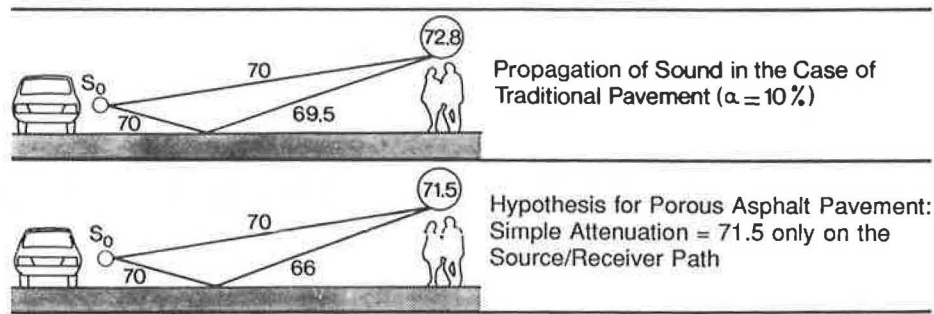 72.8
S₀
70
70
69.5
Propagation of Sound in the Case of
Traditional Pavement (α = 10%)
71.5
S₀
70
70
66
Hypothesis for Porous Asphalt Pavement:
Simple Attenuation = 71.5 only on the
Source/Receiver Path